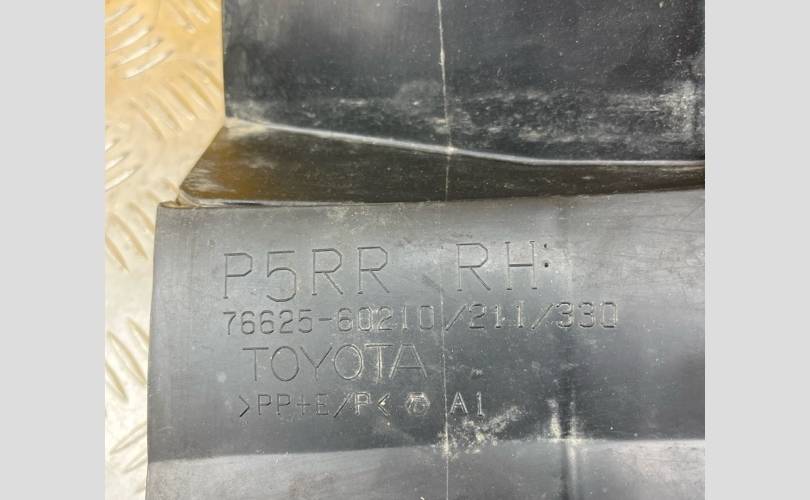 P5RR RH
76625-60210/211/330
TOYOTA
>PP+E/P< A1